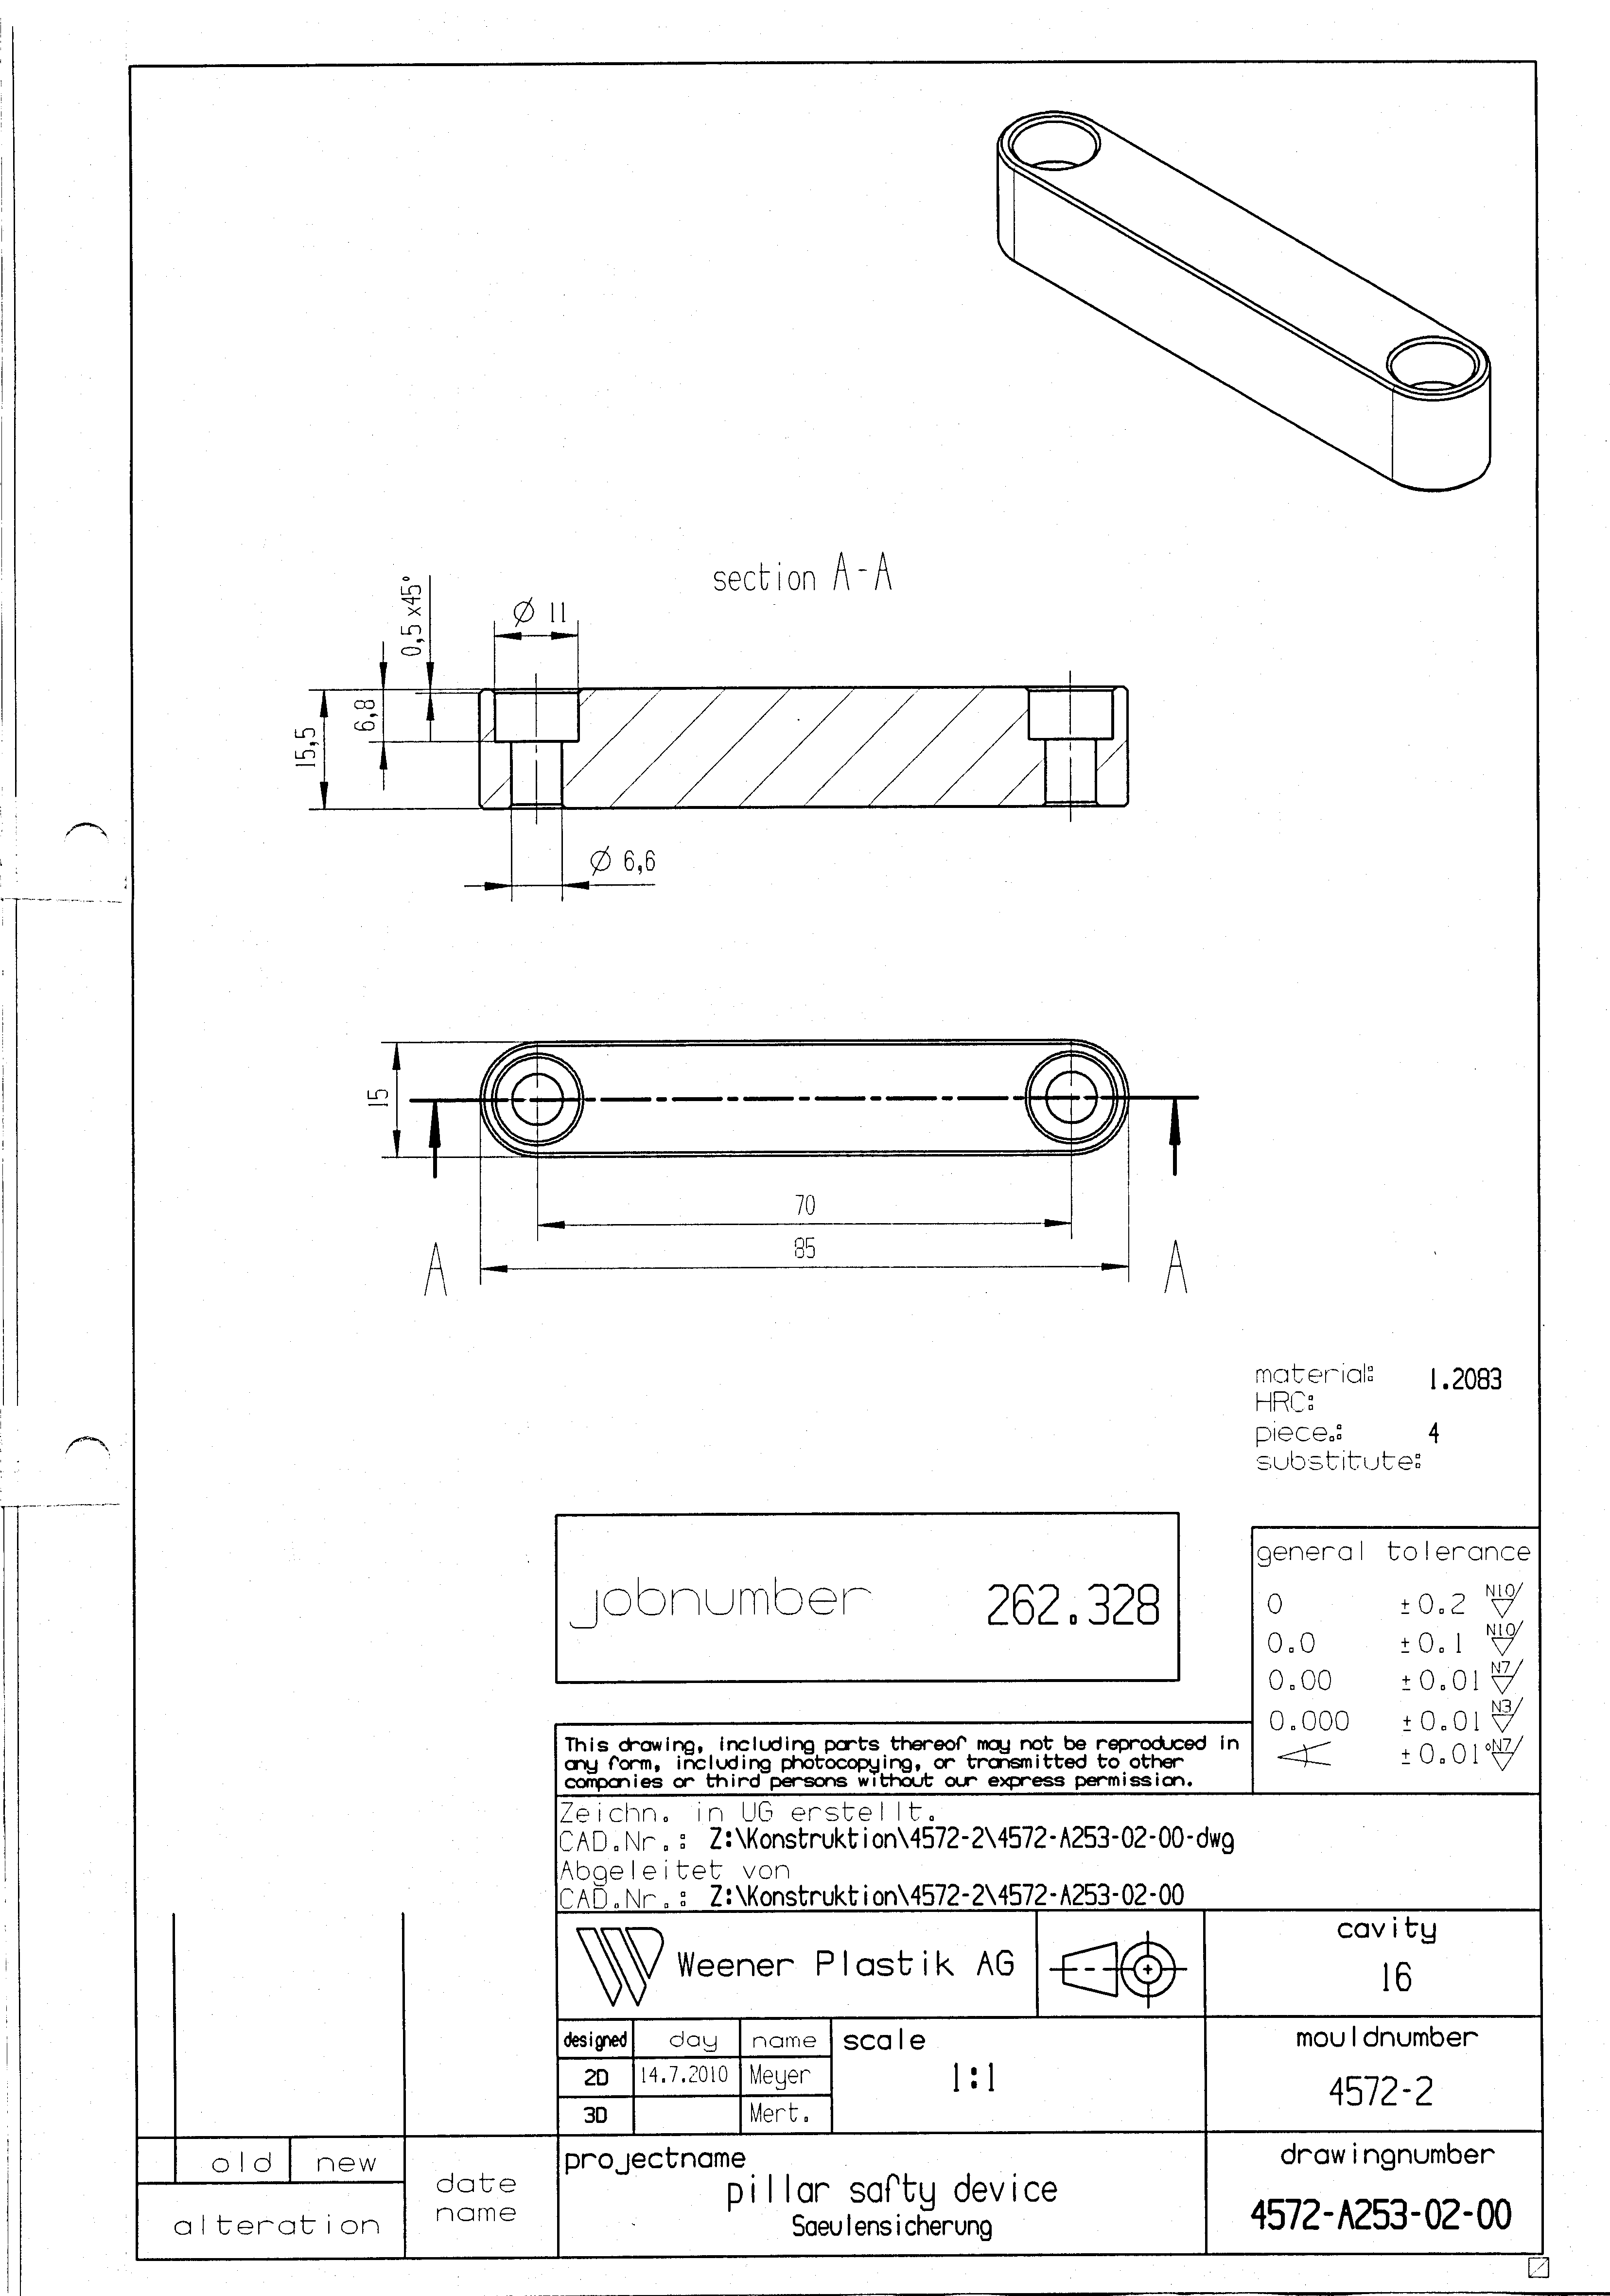 section A-A
0,5 x45°
Ø 11
6,8
15,5
Ø 6,6
15
70
85
A
A
material: 1.2083
HRC:
piece.: 4
substitute:
jobnumber 262.328
general tolerance
0 ±0.2 N10
0.0 ±0.1 N10
0.00 ±0.01 N7
0.000 ±0.01 N3
±0.01° N7
This drawing, including parts thereof may not be reproduced in
any form, including photocopying, or transmitted to other
companies or third persons without our express permission.
Zeichn. in UG erstellt.
CAD.Nr.: Z:\Konstruktion\4572-2\4572-A253-02-00-dwg
Abgeleitet von
CAD.Nr.: Z:\Konstruktion\4572-2\4572-A253-02-00
Weener Plastik AG
cavity
16
designed day name
2D 14.7.2010 Meyer
3D Mert.
scale
1:1
mouldnumber
4572-2
old new
alteration
date
name
projectname
pillar safty device
Saeulensicherung
drawingnumber
4572-A253-02-00